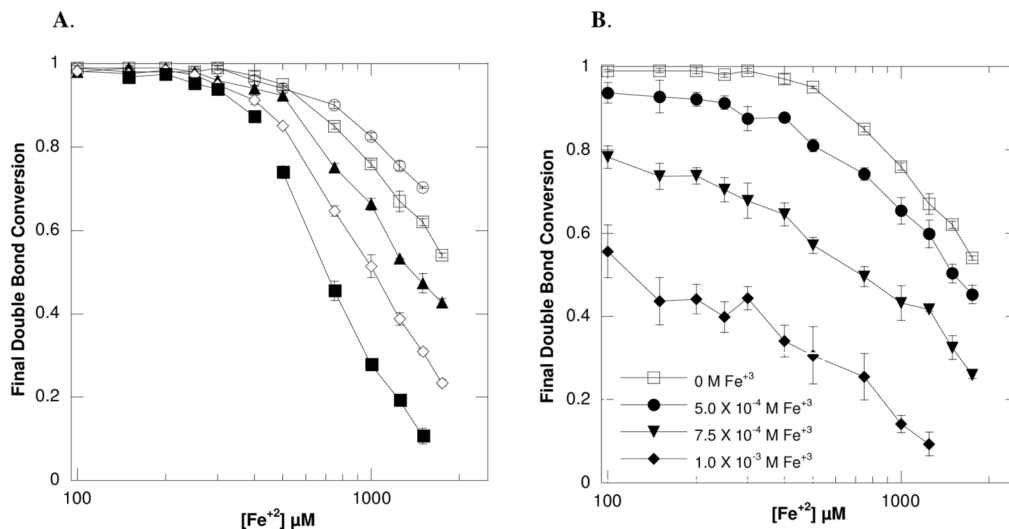 A.
B.
1
0.8
0.6
0.4
0.2
0
Final Double Bond Conversion
100
1000
[Fe⁺²] µM
1
0.8
0.6
0.4
0.2
0
Final Double Bond Conversion
0 M Fe⁺³
5.0 X 10⁻⁴ M Fe⁺³
7.5 X 10⁻⁴ M Fe⁺³
1.0 X 10⁻³ M Fe⁺³
100
1000
[Fe⁺²] µM